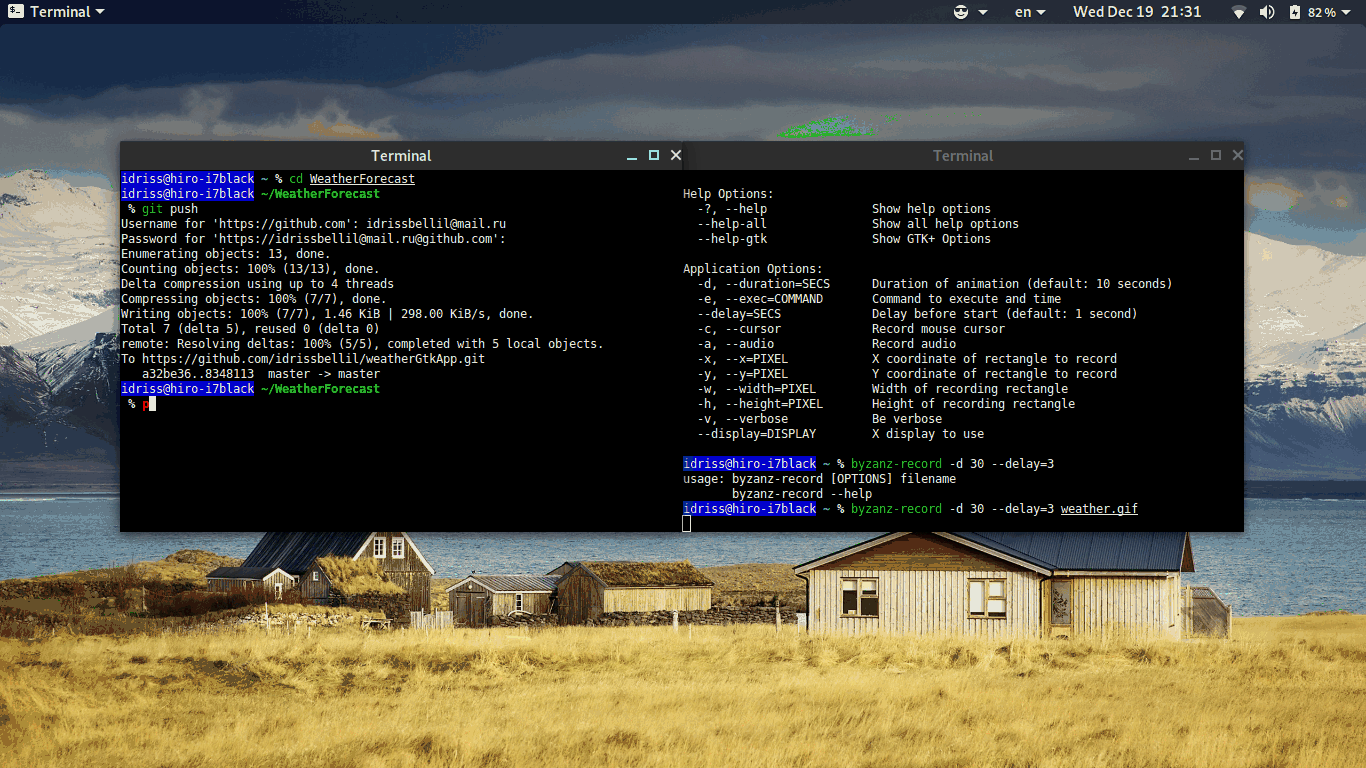 Terminal
en
Wed Dec 19 21:31
82%
Terminal
idriss@hiro-i7black ~ % cd WeatherForecast
idriss@hiro-i7black ~/WeatherForecast
% git push
Username for 'https://github.com': idrissbellil@mail.ru
Password for 'https://idrissbellil@mail.ru@github.com':
Enumerating objects: 13, done.
Counting objects: 100% (13/13), done.
Delta compression using up to 4 threads
Compressing objects: 100% (7/7), done.
Writing objects: 100% (7/7), 1.46 KiB | 298.00 KiB/s, done.
Total 7 (delta 5), reused 0 (delta 0)
remote: Resolving deltas: 100% (5/5), completed with 5 local objects.
To https://github.com/idrissbellil/weatherGtkApp.git
a32be36..8348113  master -> master
idriss@hiro-i7black ~/WeatherForecast
% p
Terminal
Help Options:
-?, --help Show help options
--help-all Show all help options
--help-gtk Show GTK+ Options
Application Options:
-d, --duration=SECS Duration of animation (default: 10 seconds)
-e, --exec=COMMAND Command to execute and time
--delay=SECS Delay before start (default: 1 second)
-c, --cursor Record mouse cursor
-a, --audio Record audio
-x, --x=PIXEL X coordinate of rectangle to record
-y, --y=PIXEL Y coordinate of rectangle to record
-w, --width=PIXEL Width of recording rectangle
-h, --height=PIXEL Height of recording rectangle
-v, --verbose Be verbose
--display=DISPLAY X display to use
idriss@hiro-i7black ~ % byzanz-record -d 30 --delay=3
usage: byzanz-record [OPTIONS] filename
byzanz-record --help
idriss@hiro-i7black ~ % byzanz-record -d 30 --delay=3 weather.gif